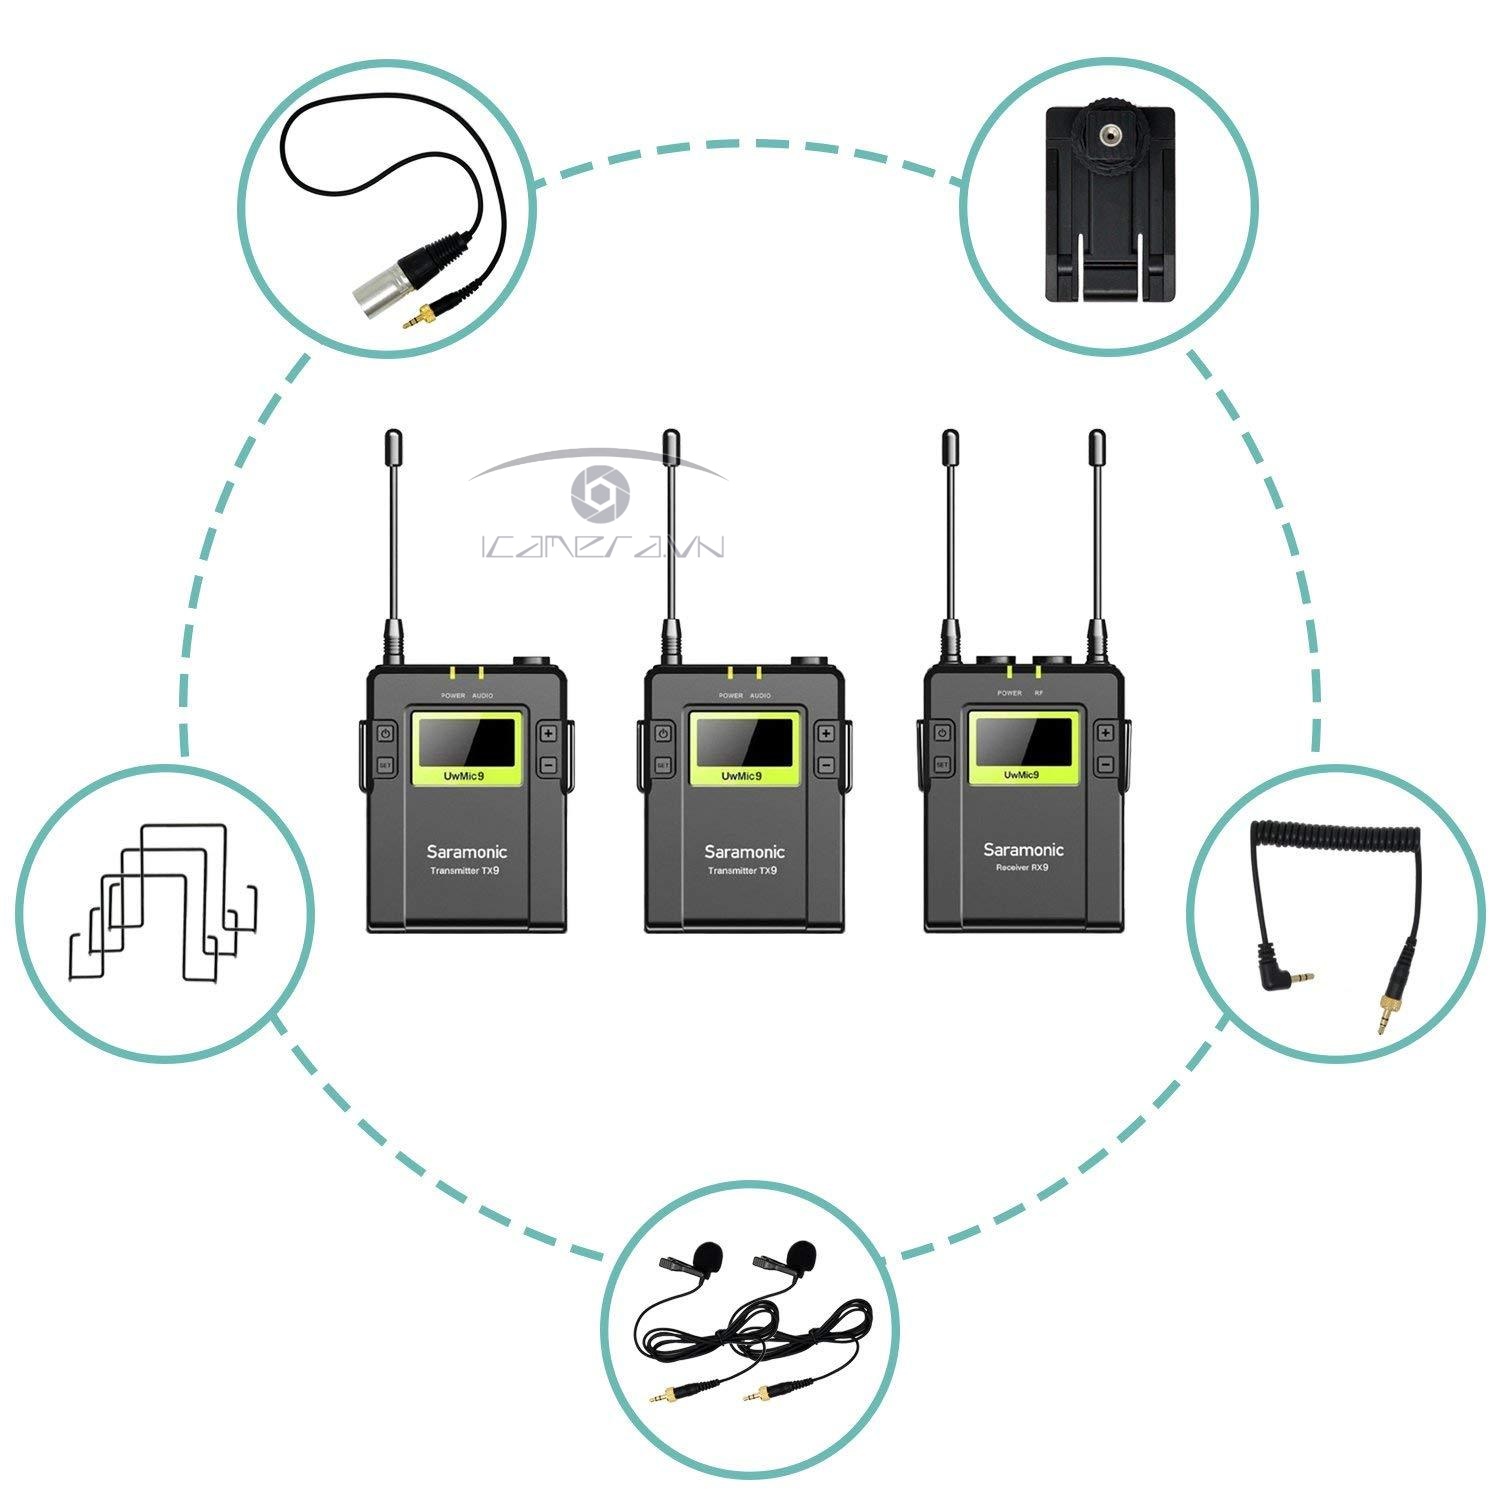 ICAMERA.VN
POWER AUDIO
SET
UwMic9
Saramonic
Transmitter TX9
POWER AUDIO
SET
UwMic9
Saramonic
Transmitter TX9
POWER RF
SET
UwMic9
Saramonic
Receiver RX9